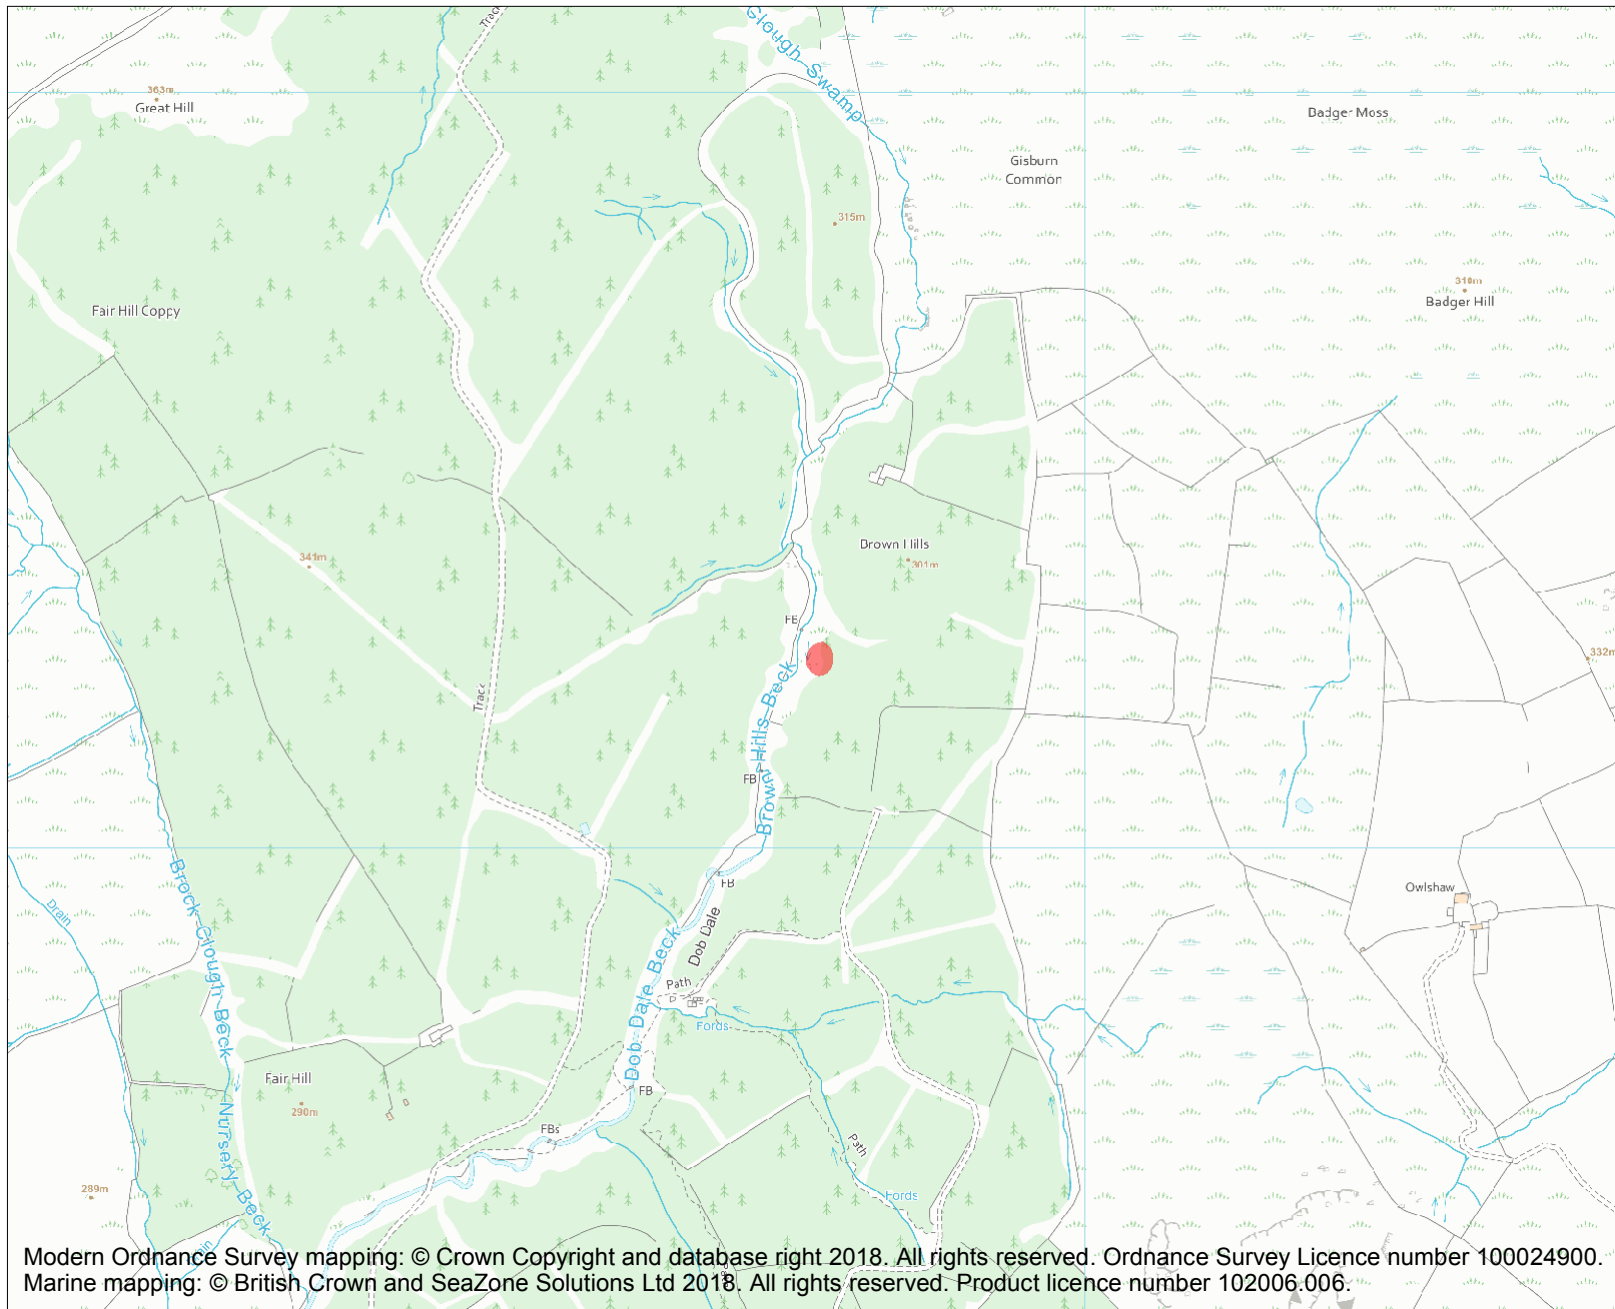 Track
Clough Swamp
363m
Great Hill
Badger Moss
Gisburn
Common
315m
310m
Badger Hill
Fair Hill Coppy
Brown Hills
301m
341m
FB
332m
Track
Brown Hills Beck
FB
Brock Clough Beck
FB
Owlshaw
Drain
Dob Dale
Dob Dale Beck
Path
Fords
Fair Hill
290m
FB
Nursery Beck
FBs
Path
289m
Fords
Modern Ordnance Survey mapping: © Crown Copyright and database right 2018. All rights reserved. Ordnance Survey Licence number 100024900.
Marine mapping: © British Crown and SeaZone Solutions Ltd 2018. All rights reserved. Product licence number 102006.006.